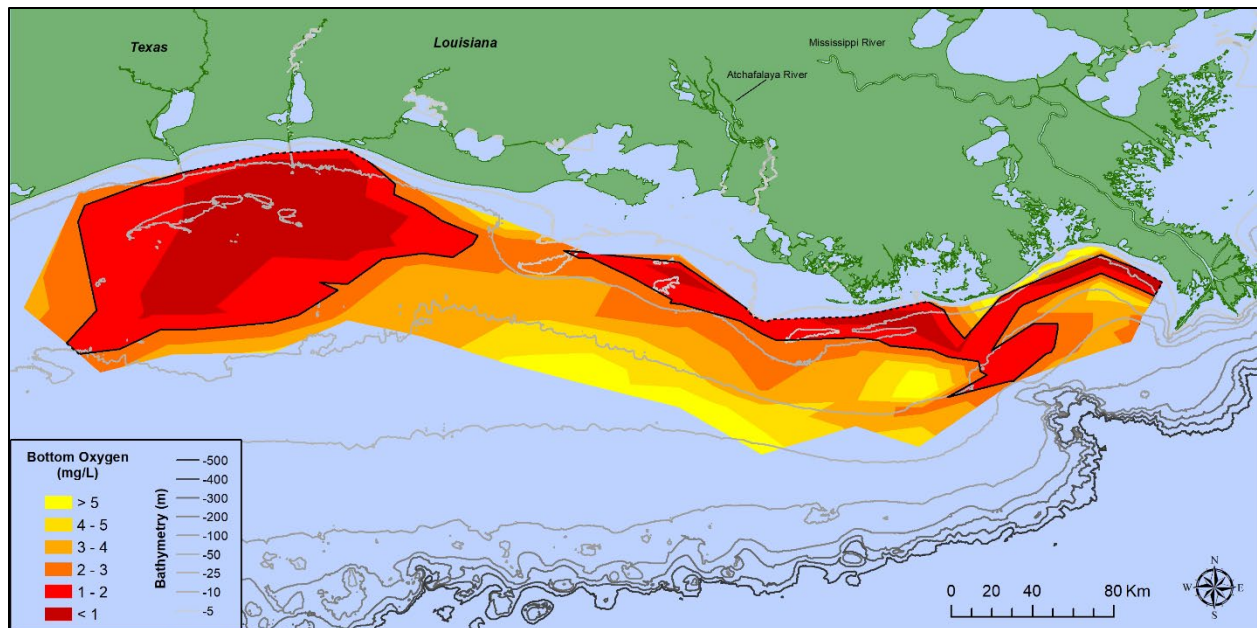 Texas
Louisiana
Mississippi River
Atchafalaya River
Bottom Oxygen
(mg/L)
> 5
4 - 5
3 - 4
2 - 3
1 - 2
< 1
Bathymetry (m)
-500
-400
-300
-200
-100
-50
-25
-10
-5
0 20 40 80 Km
N
W E
S